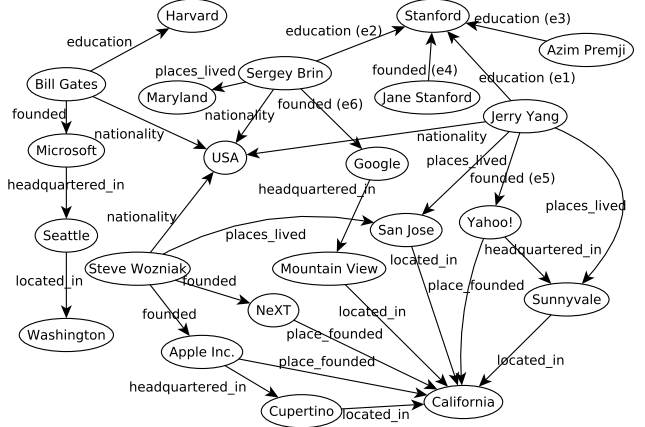 Harvard
Stanford
education (e3)
education (e2)
education
Azim Premji
places_lived
Sergey Brin
founded (e4)
education (e1)
Bill Gates
Maryland
Jane Stanford
founded
nationality
founded (e6)
Jerry Yang
nationality
nationality
Microsoft
USA
Google
places_lived
founded (e5)
headquartered_in
headquartered_in
places_lived
nationality
San Jose
Yahoo!
Seattle
places_lived
headquartered_in
located_in
Steve Wozniak
Mountain View
located_in
founded
place_founded
Sunnyvale
founded
NeXT
located_in
Washington
place_founded
Apple Inc.
place_founded
located_in
headquartered_in
Cupertino
located_in
California